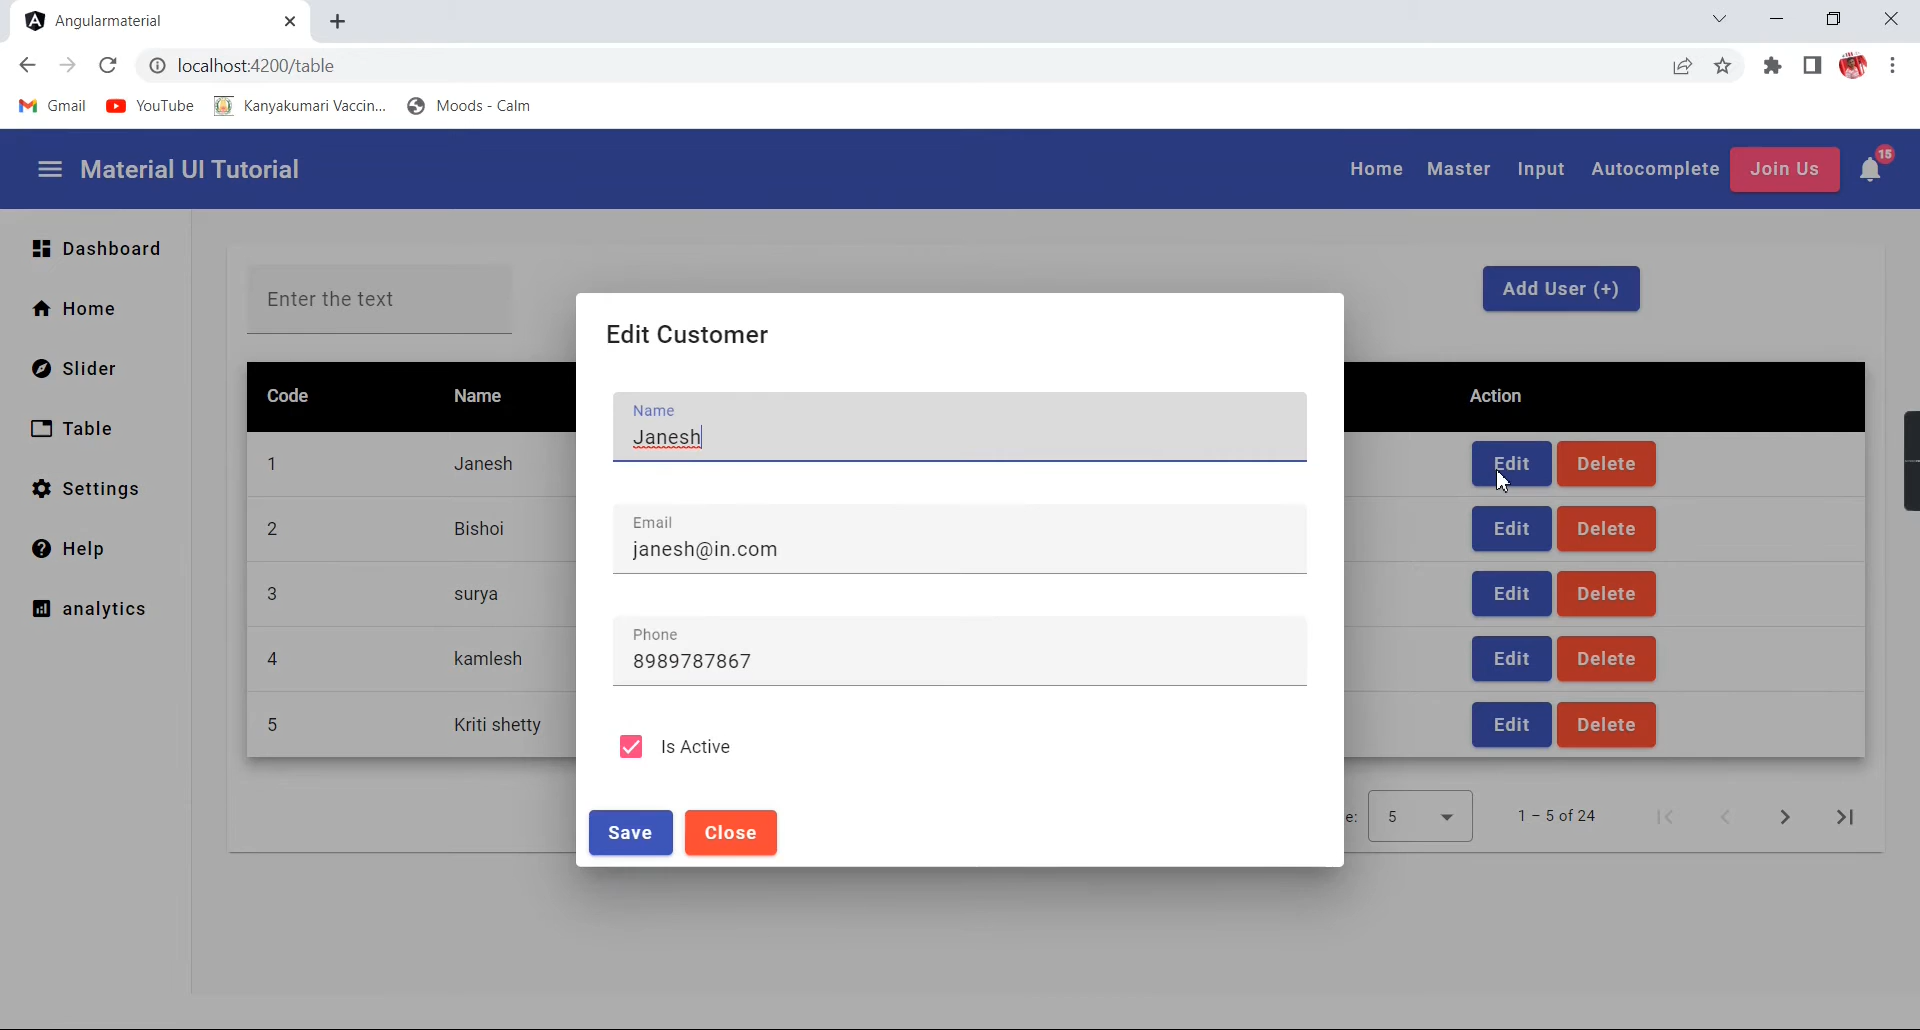 Angularmaterial
localhost:4200/table
Gmail YouTube Kanyakumari Vaccin... Moods - Calm
Material UI Tutorial
Home Master Input Autocomplete Join Us 15
Dashboard
Home
Slider
Table
Settings
Help
analytics
Enter the text
Add User (+)
Code Name Action
1 Janesh Edit Delete
2 Bishoi Edit Delete
3 surya Edit Delete
4 kamlesh Edit Delete
5 Kriti shetty Edit Delete
e: 5 1 – 5 of 24
Edit Customer
Name
Janesh
Email
janesh@in.com
Phone
8989787867
Is Active
Save Close